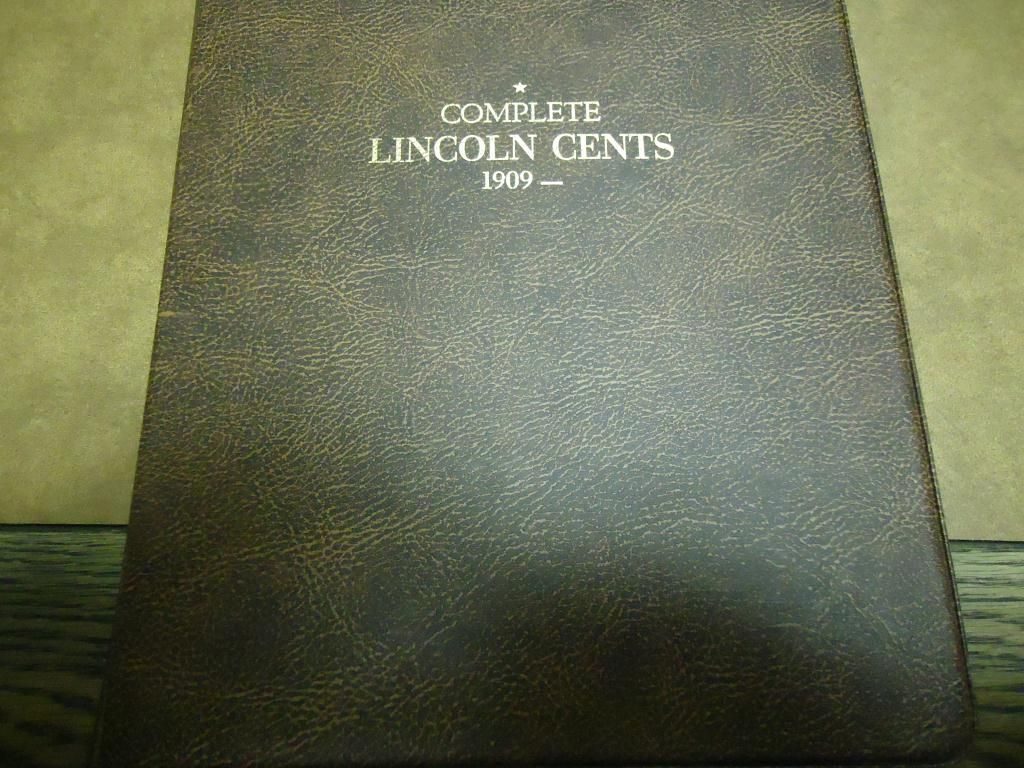 COMPLETE
LINCOLN CENTS
1909 —